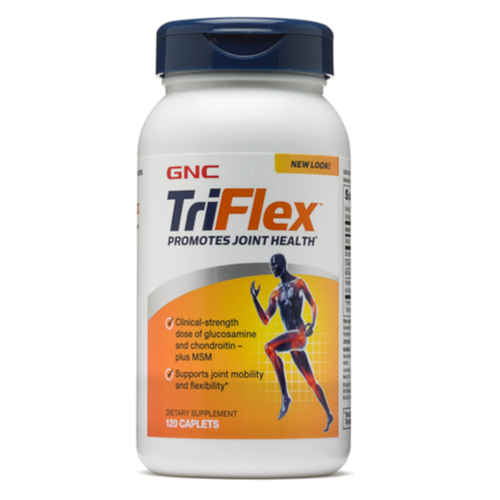 NEW LOOK!
GNC
TriFlex™
PROMOTES JOINT HEALTH*
Clinical-strength
dose of glucosamine
and chondroitin –
plus MSM
Supports joint mobility
and flexibility*
DIETARY SUPPLEMENT
120 CAPLETS